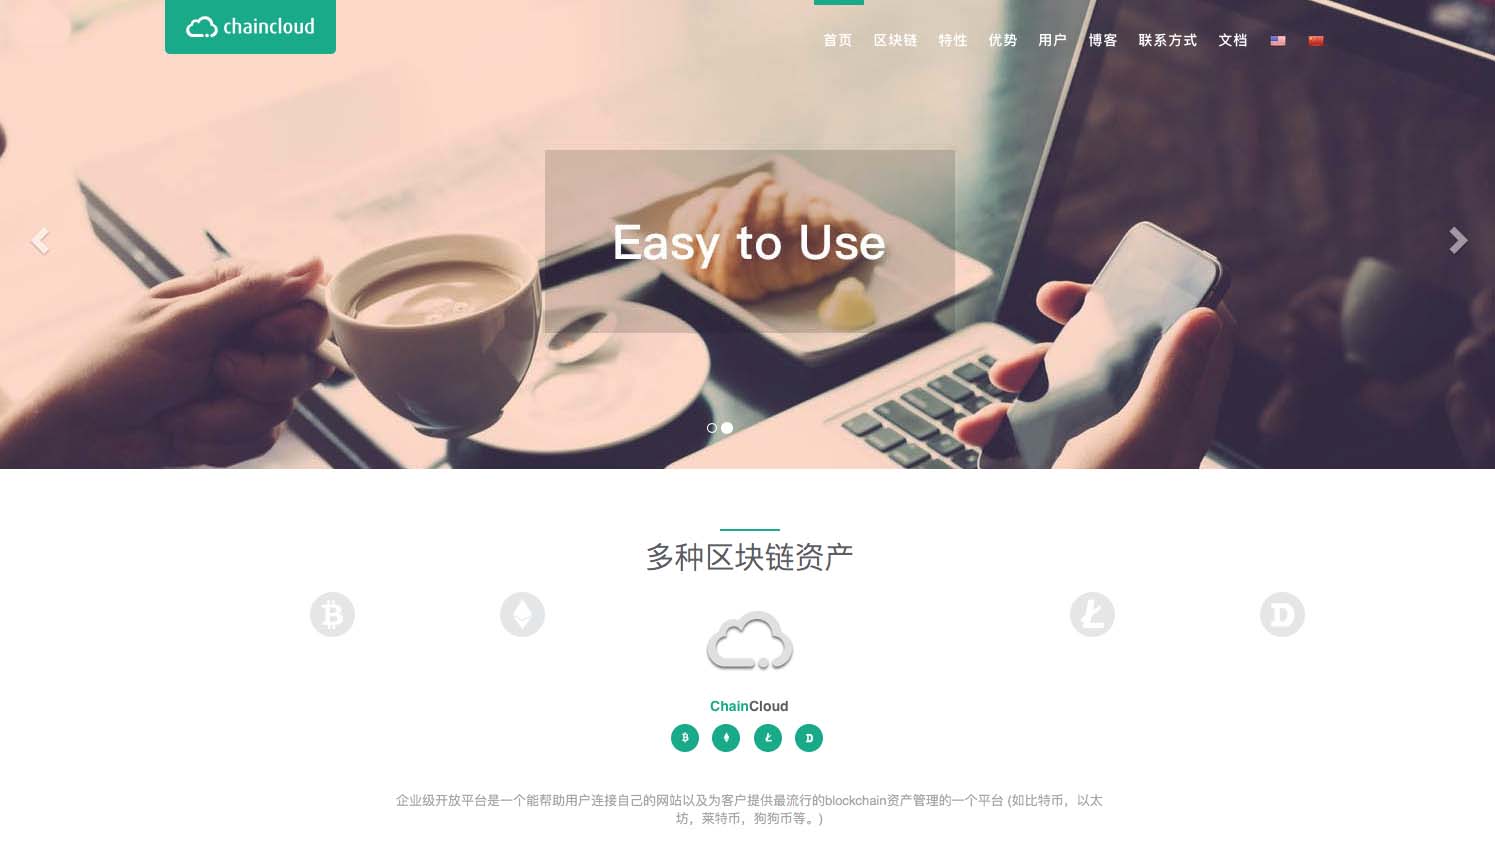 chaincloud
首页 区块链 特性 优势 用户 博客 联系方式 文档
Easy to Use
多种区块链资产
ChainCloud
企业级开放平台是一个能帮助用户连接自己的网站以及为客户提供最流行的blockchain资产管理的一个平台 (如比特币，以太
坊，莱特币，狗狗币等。)